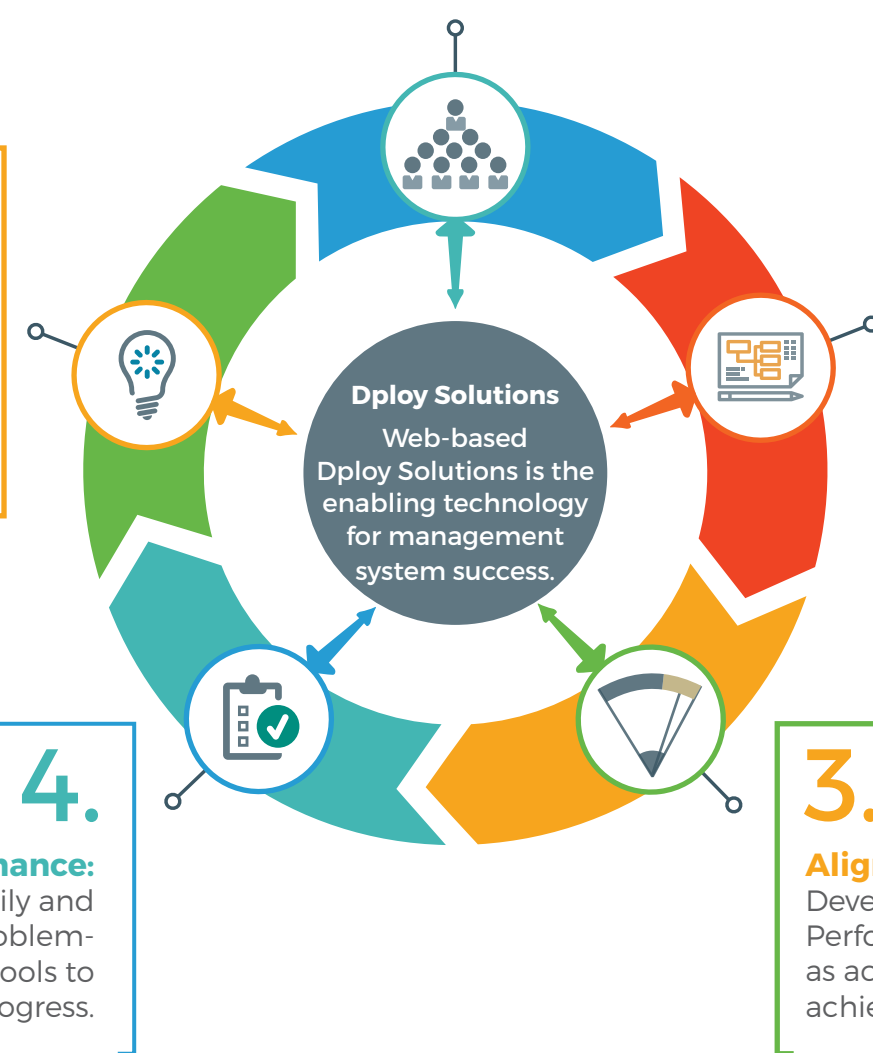 Dploy Solutions
Web-based
Dploy Solutions is the
enabling technology
for management
system success.
4.
mance:
ily and
oblem-
ools to
ogress.
3.
Alig
Deve
Perfo
as ac
achie